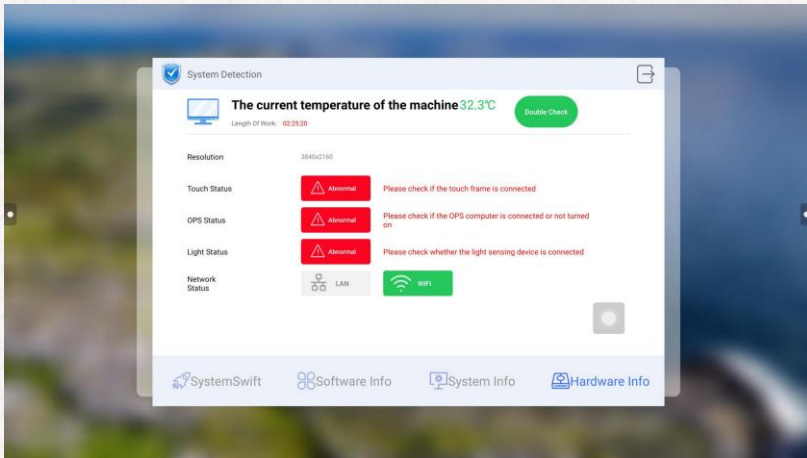 System Detection
The current temperature of the machine 32.3℃
Double Check
Length Of Work: 02:25:20
Resolution 3840x2160
Touch Status Abnormal Please check if the touch frame is connected
OPS Status Abnormal Please check if the OPS computer is connected or not turned
on
Light Status Abnormal Please check whether the light sensing device is connected
Network
Status
LAN WIFI
SystemSwift Software Info System Info Hardware Info